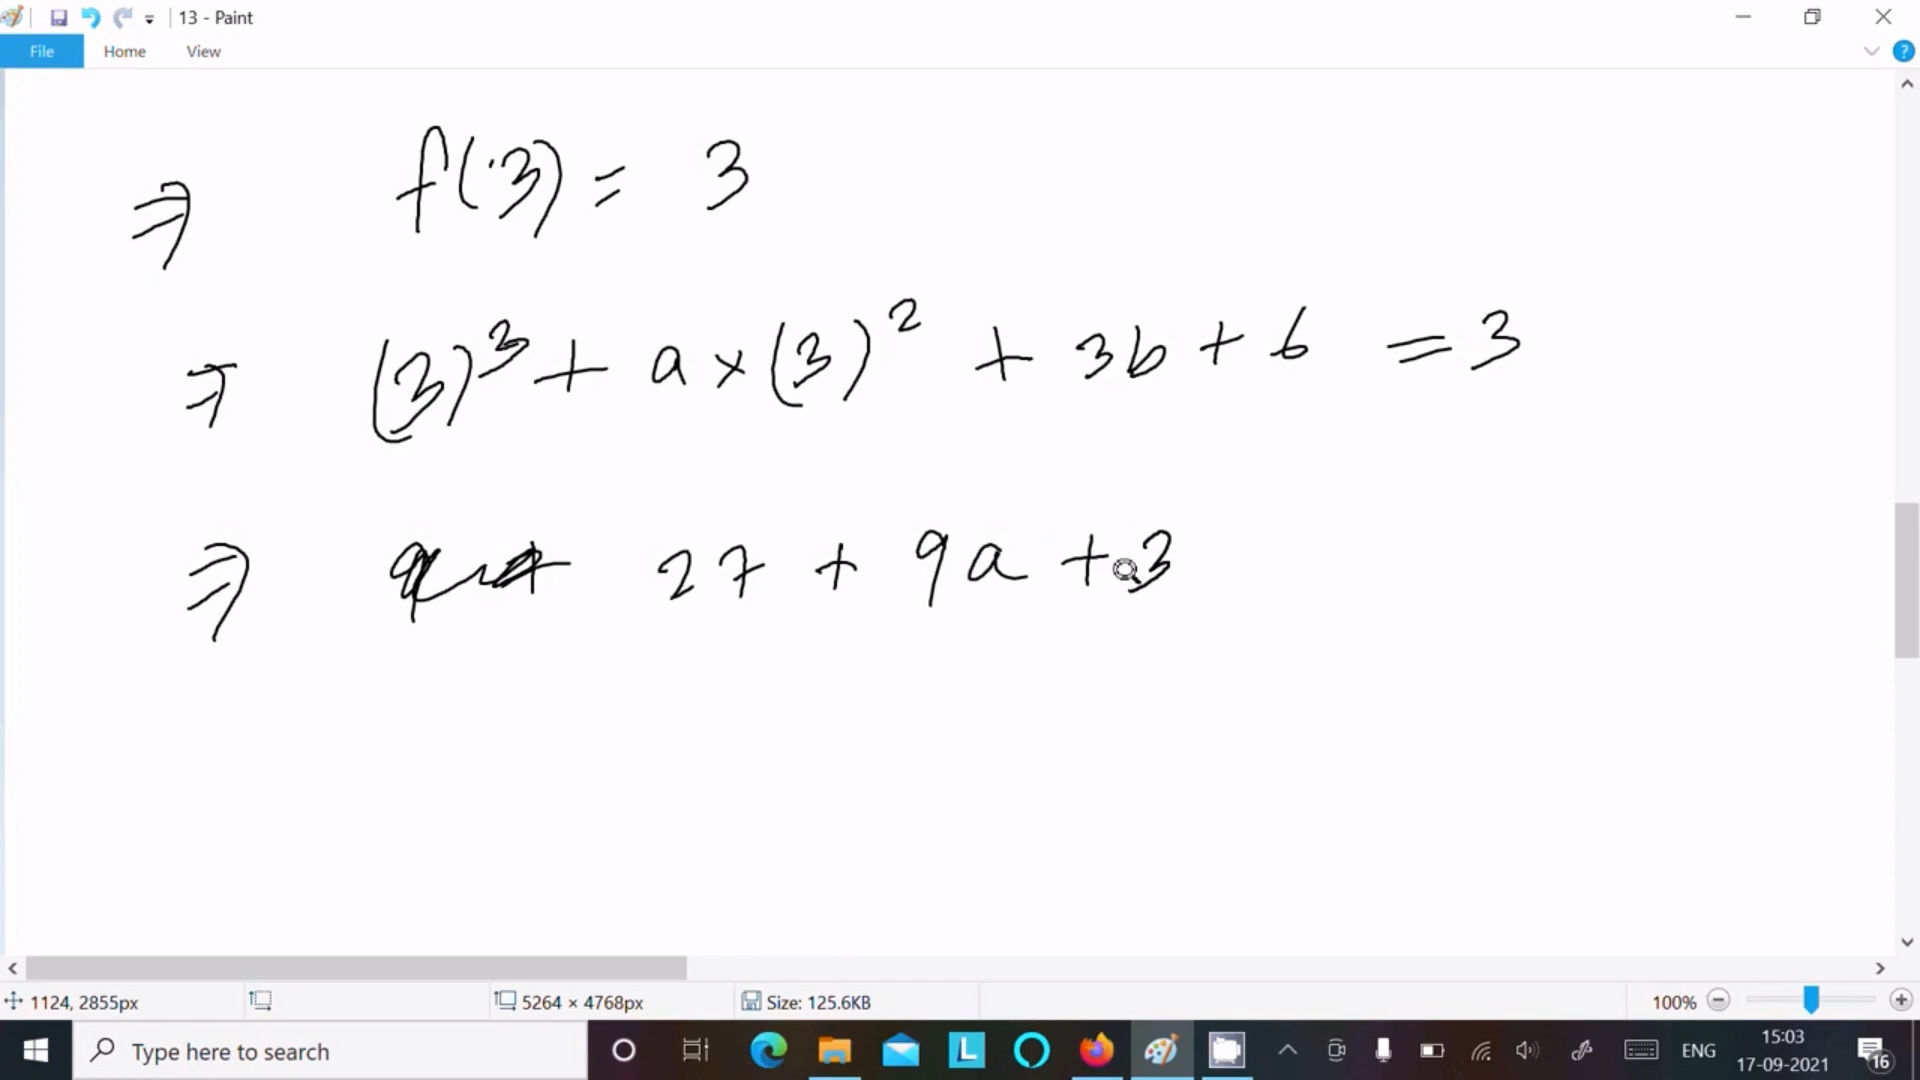 13 - Paint
File Home View
⇒ f(3) = 3
⇒ (3)³ + a × (3)² + 3b + 6 = 3
⇒ 27 + 9a + 3
1124, 2855px 5264 × 4768px Size: 125.6KB 100%
Type here to search L ENG 15:03
17-09-2021 16